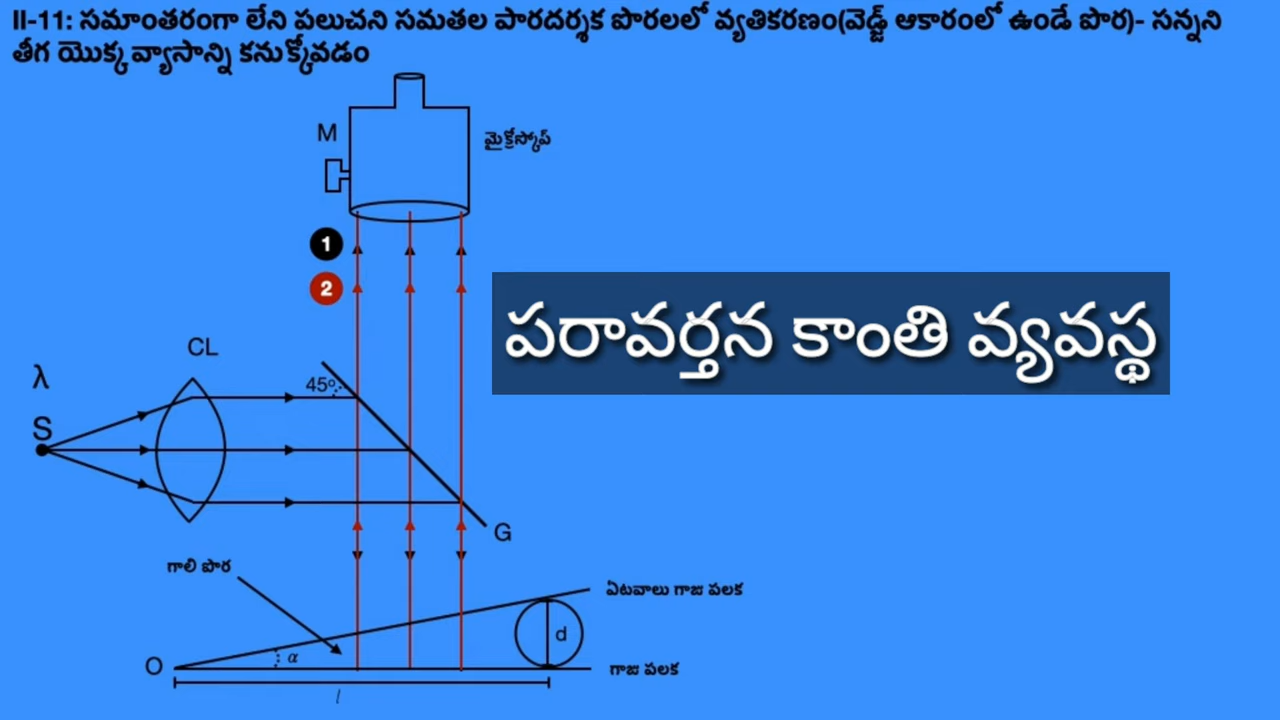 II-11: సమాంతరంగా లేని పలుచని సమతల పారదర్శక పొరలలో వ్యతికరణం(వెడ్జ్ ఆకారంలో ఉండే పొర)- సన్నని
తీగ యొక్క వ్యాసాన్ని కనుక్కోవడం
M
మైక్రోస్కోప్
1
2
పరావర్తన కాంతి వ్యవస్థ
CL
λ
45º
S
G
గాలి పొర
ఏటవాలు గాజు పలక
d
O
α
గాజు పలక
l